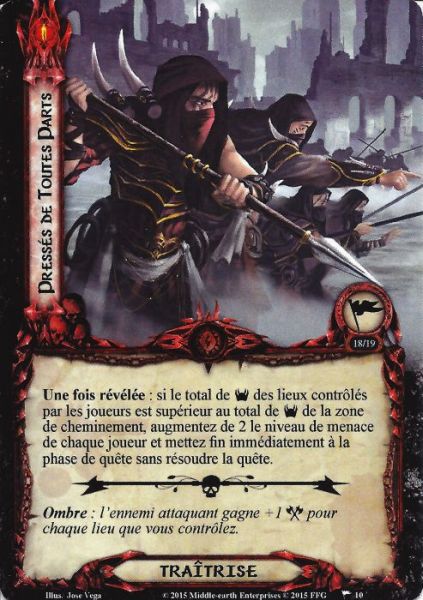 Pressés de Toutes Parts
18/19
Une fois révélée : si le total de des lieux contrôlés
par les joueurs est supérieur au total de de la zone
de cheminement, augmentez de 2 le niveau de menace
de chaque joueur et mettez fin immédiatement à la
phase de quête sans résoudre la quête.
Ombre : l'ennemi attaquant gagne +1 pour
chaque lieu que vous contrôlez.
TRAÎTRISE
Illus. Jose Vega
© 2015 Middle-earth Enterprises © 2015 FFG
10